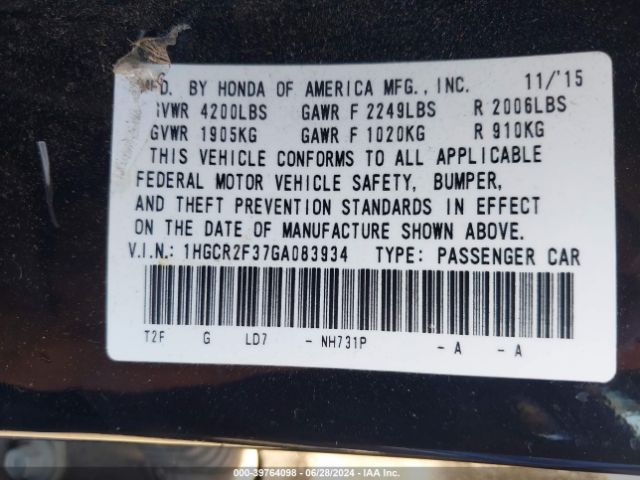 MFD. BY HONDA OF AMERICA MFG., INC. 11/'15
GVWR 4200LBS GAWR F 2249LBS R 2006LBS
GVWR 1905KG GAWR F 1020KG R 910KG
THIS VEHICLE CONFORMS TO ALL APPLICABLE
FEDERAL MOTOR VEHICLE SAFETY, BUMPER,
AND THEFT PREVENTION STANDARDS IN EFFECT
ON THE DATE OF MANUFACTURE SHOWN ABOVE.
V.I.N.: 1HGCR2F37GA083934 TYPE: PASSENGER CAR
T2F G LD7 - NH731P - A - A
000-39764098 - 06/28/2024 - IAA Inc.